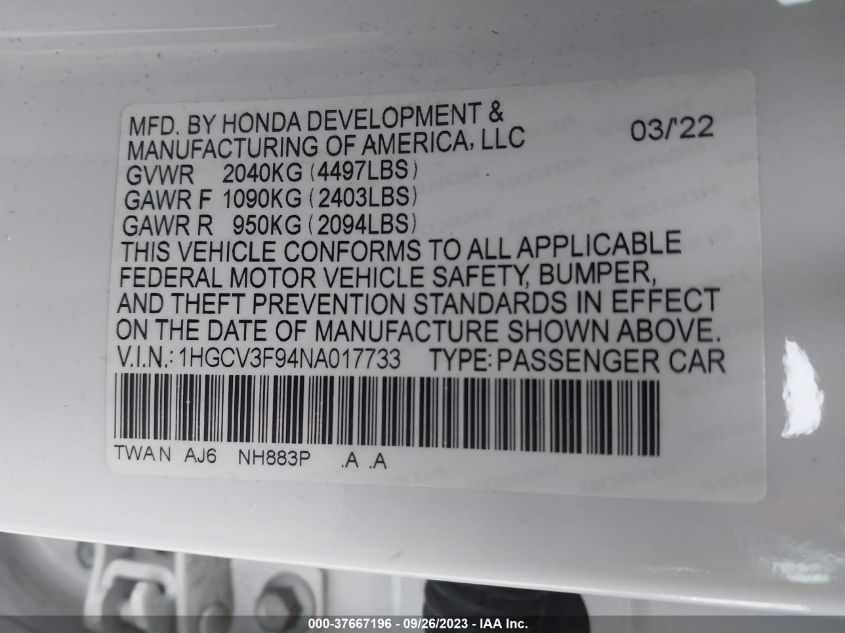 MFD. BY HONDA DEVELOPMENT &
MANUFACTURING OF AMERICA, LLC 03/'22
GVWR 2040KG (4497LBS)
GAWR F 1090KG (2403LBS)
GAWR R 950KG (2094LBS)
THIS VEHICLE CONFORMS TO ALL APPLICABLE
FEDERAL MOTOR VEHICLE SAFETY, BUMPER,
AND THEFT PREVENTION STANDARDS IN EFFECT
ON THE DATE OF MANUFACTURE SHOWN ABOVE.
V.I.N.: 1HGCV3F94NA017733 TYPE: PASSENGER CAR
TWAN AJ6 NH883P .A .A
000-37667196 - 09/26/2023 - IAA Inc.